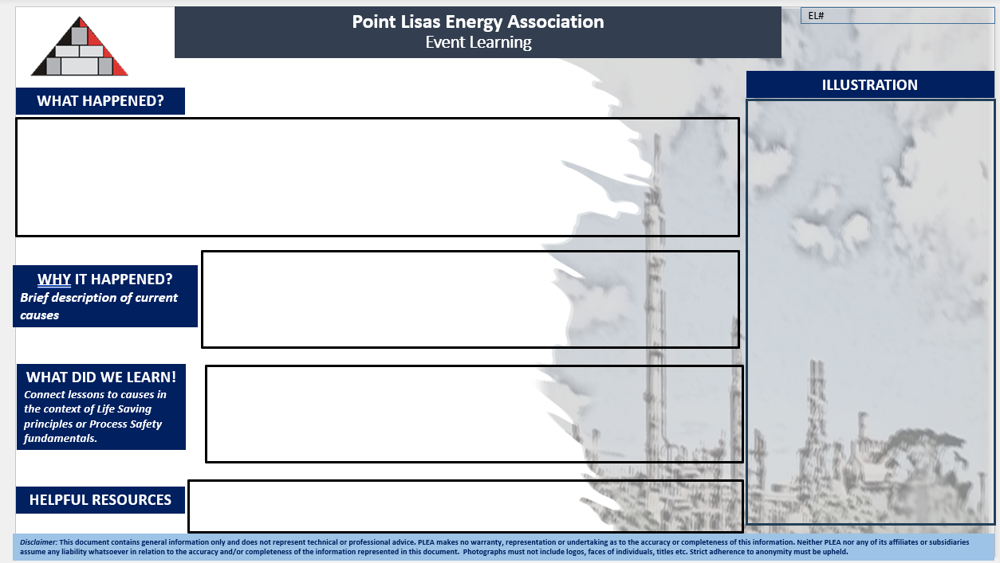 Point Lisas Energy Association
Event Learning
EL#
ILLUSTRATION
WHAT HAPPENED?
WHY IT HAPPENED?
Brief description of current
causes
WHAT DID WE LEARN!
Connect lessons to causes in
the context of Life Saving
principles or Process Safety
fundamentals.
HELPFUL RESOURCES
Disclaimer: This document contains general information only and does not represent technical or professional advice. PLEA makes no warranty, representation or undertaking as to the accuracy or completeness of this information. Neither PLEA nor any of its affiliates or subsidiaries
assume any liability whatsoever in relation to the accuracy and/or completeness of the information represented in this document.  Photographs must not include logos, faces of individuals, titles etc. Strict adherence to anonymity must be upheld.